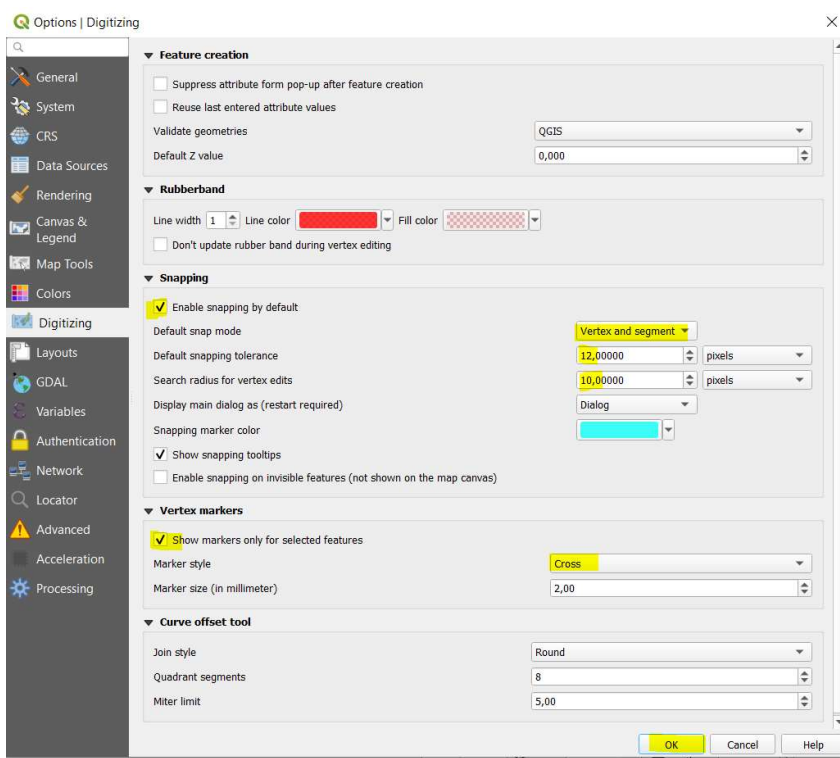 Options | Digitizing
General
System
CRS
Data Sources
Rendering
Canvas &
Legend
Map Tools
Colors
Digitizing
Layouts
GDAL
Variables
Authentication
Network
Locator
Advanced
Acceleration
Processing
Feature creation
Suppress attribute form pop-up after feature creation
Reuse last entered attribute values
Validate geometries QGIS
Default Z value 0,000
Rubberband
Line width 1 Line color Fill color
Don't update rubber band during vertex editing
Snapping
Enable snapping by default
Default snap mode Vertex and segment
Default snapping tolerance 12,00000 pixels
Search radius for vertex edits 10,00000 pixels
Display main dialog as (restart required) Dialog
Snapping marker color
Show snapping tooltips
Enable snapping on invisible features (not shown on the map canvas)
Vertex markers
Show markers only for selected features
Marker style Cross
Marker size (in millimeter) 2,00
Curve offset tool
Join style Round
Quadrant segments 8
Miter limit 5,00
OK Cancel Help